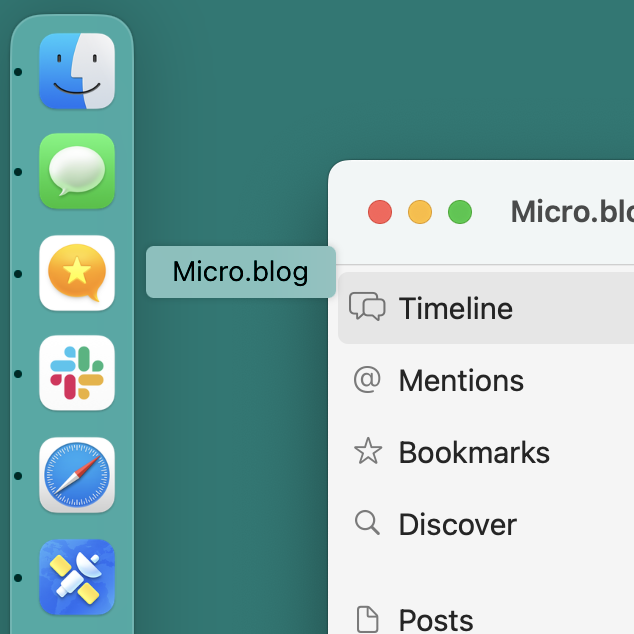 Micro.blog
Micro.blo
Timeline
@ Mentions
Bookmarks
Discover
Posts